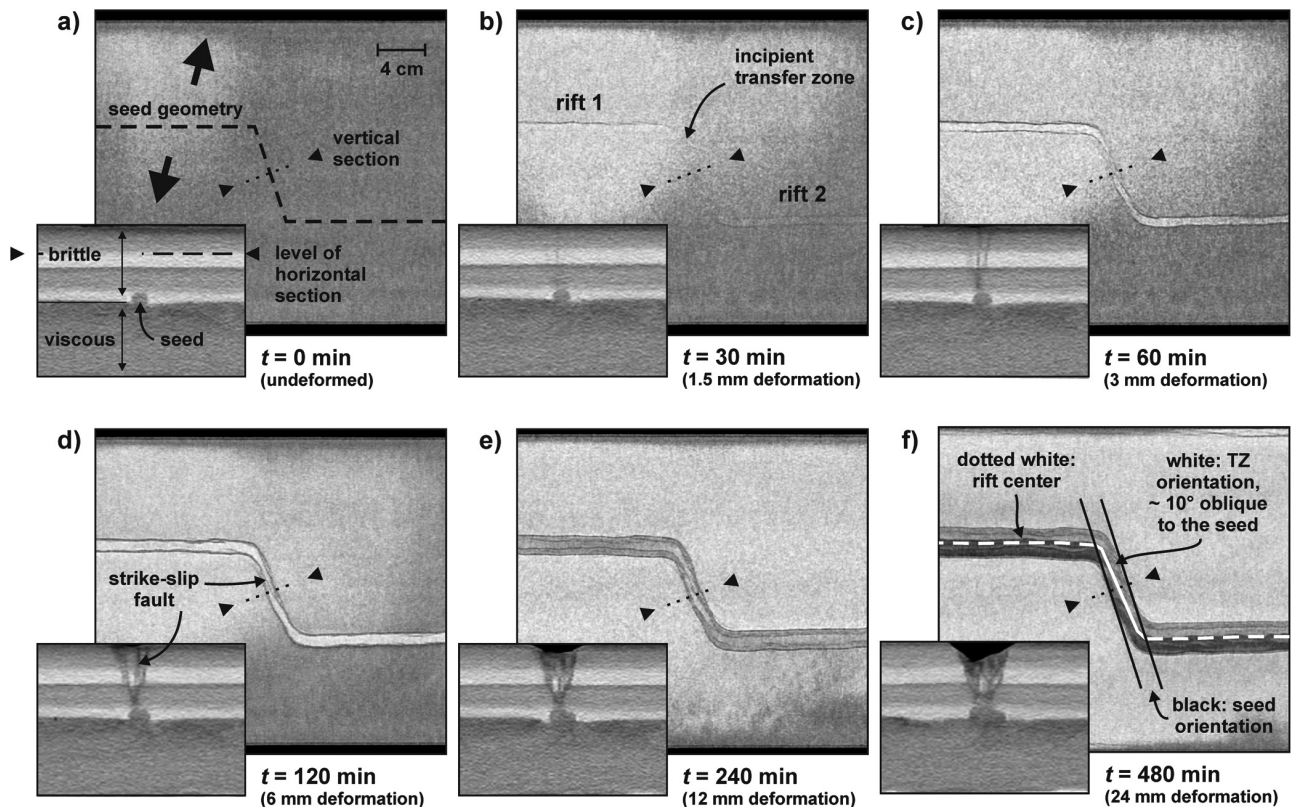 a)
4 cm
seed geometry
vertical
section
brittle
level of
horizontal
section
viscous
seed
t = 0 min
(undeformed)
b)
incipient
transfer zone
rift 1
rift 2
t = 30 min
(1.5 mm deformation)
c)
t = 60 min
(3 mm deformation)
d)
strike-slip
fault
t = 120 min
(6 mm deformation)
e)
t = 240 min
(12 mm deformation)
f)
dotted white:
rift center
white: TZ
orientation,
~ 10° oblique
to the seed
black: seed
orientation
t = 480 min
(24 mm deformation)